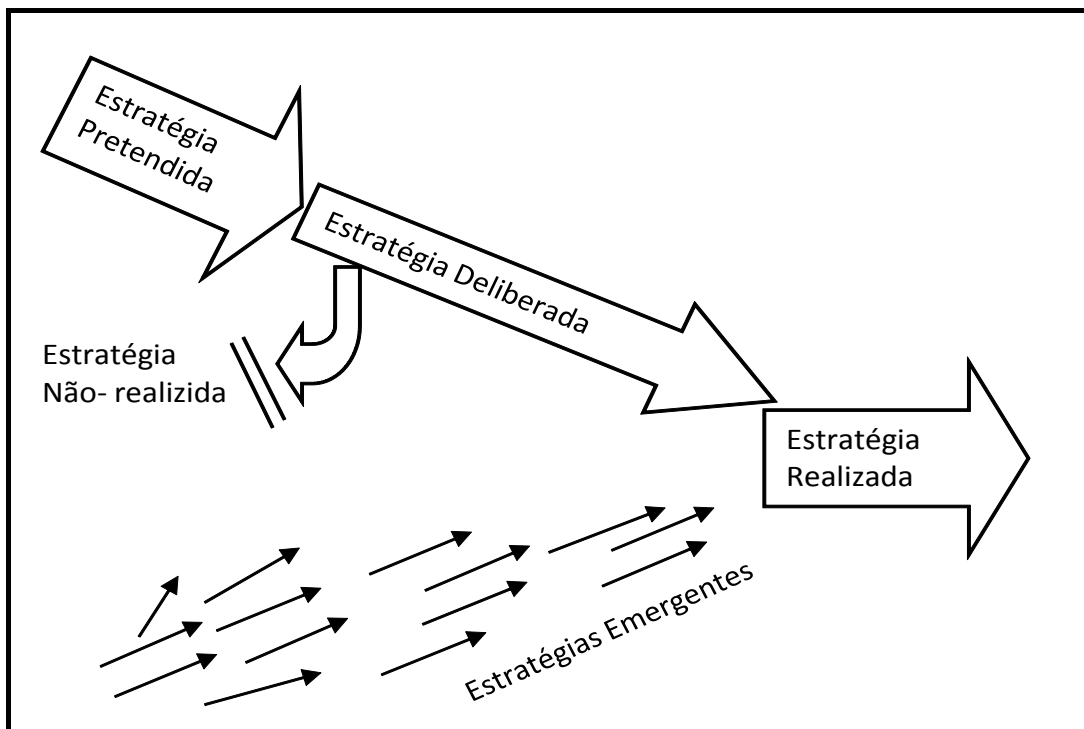 Estratégia
Pretendida
Estratégia Deliberada
Estratégia
Não- realizida
Estratégia
Realizada
Estratégias Emergentes